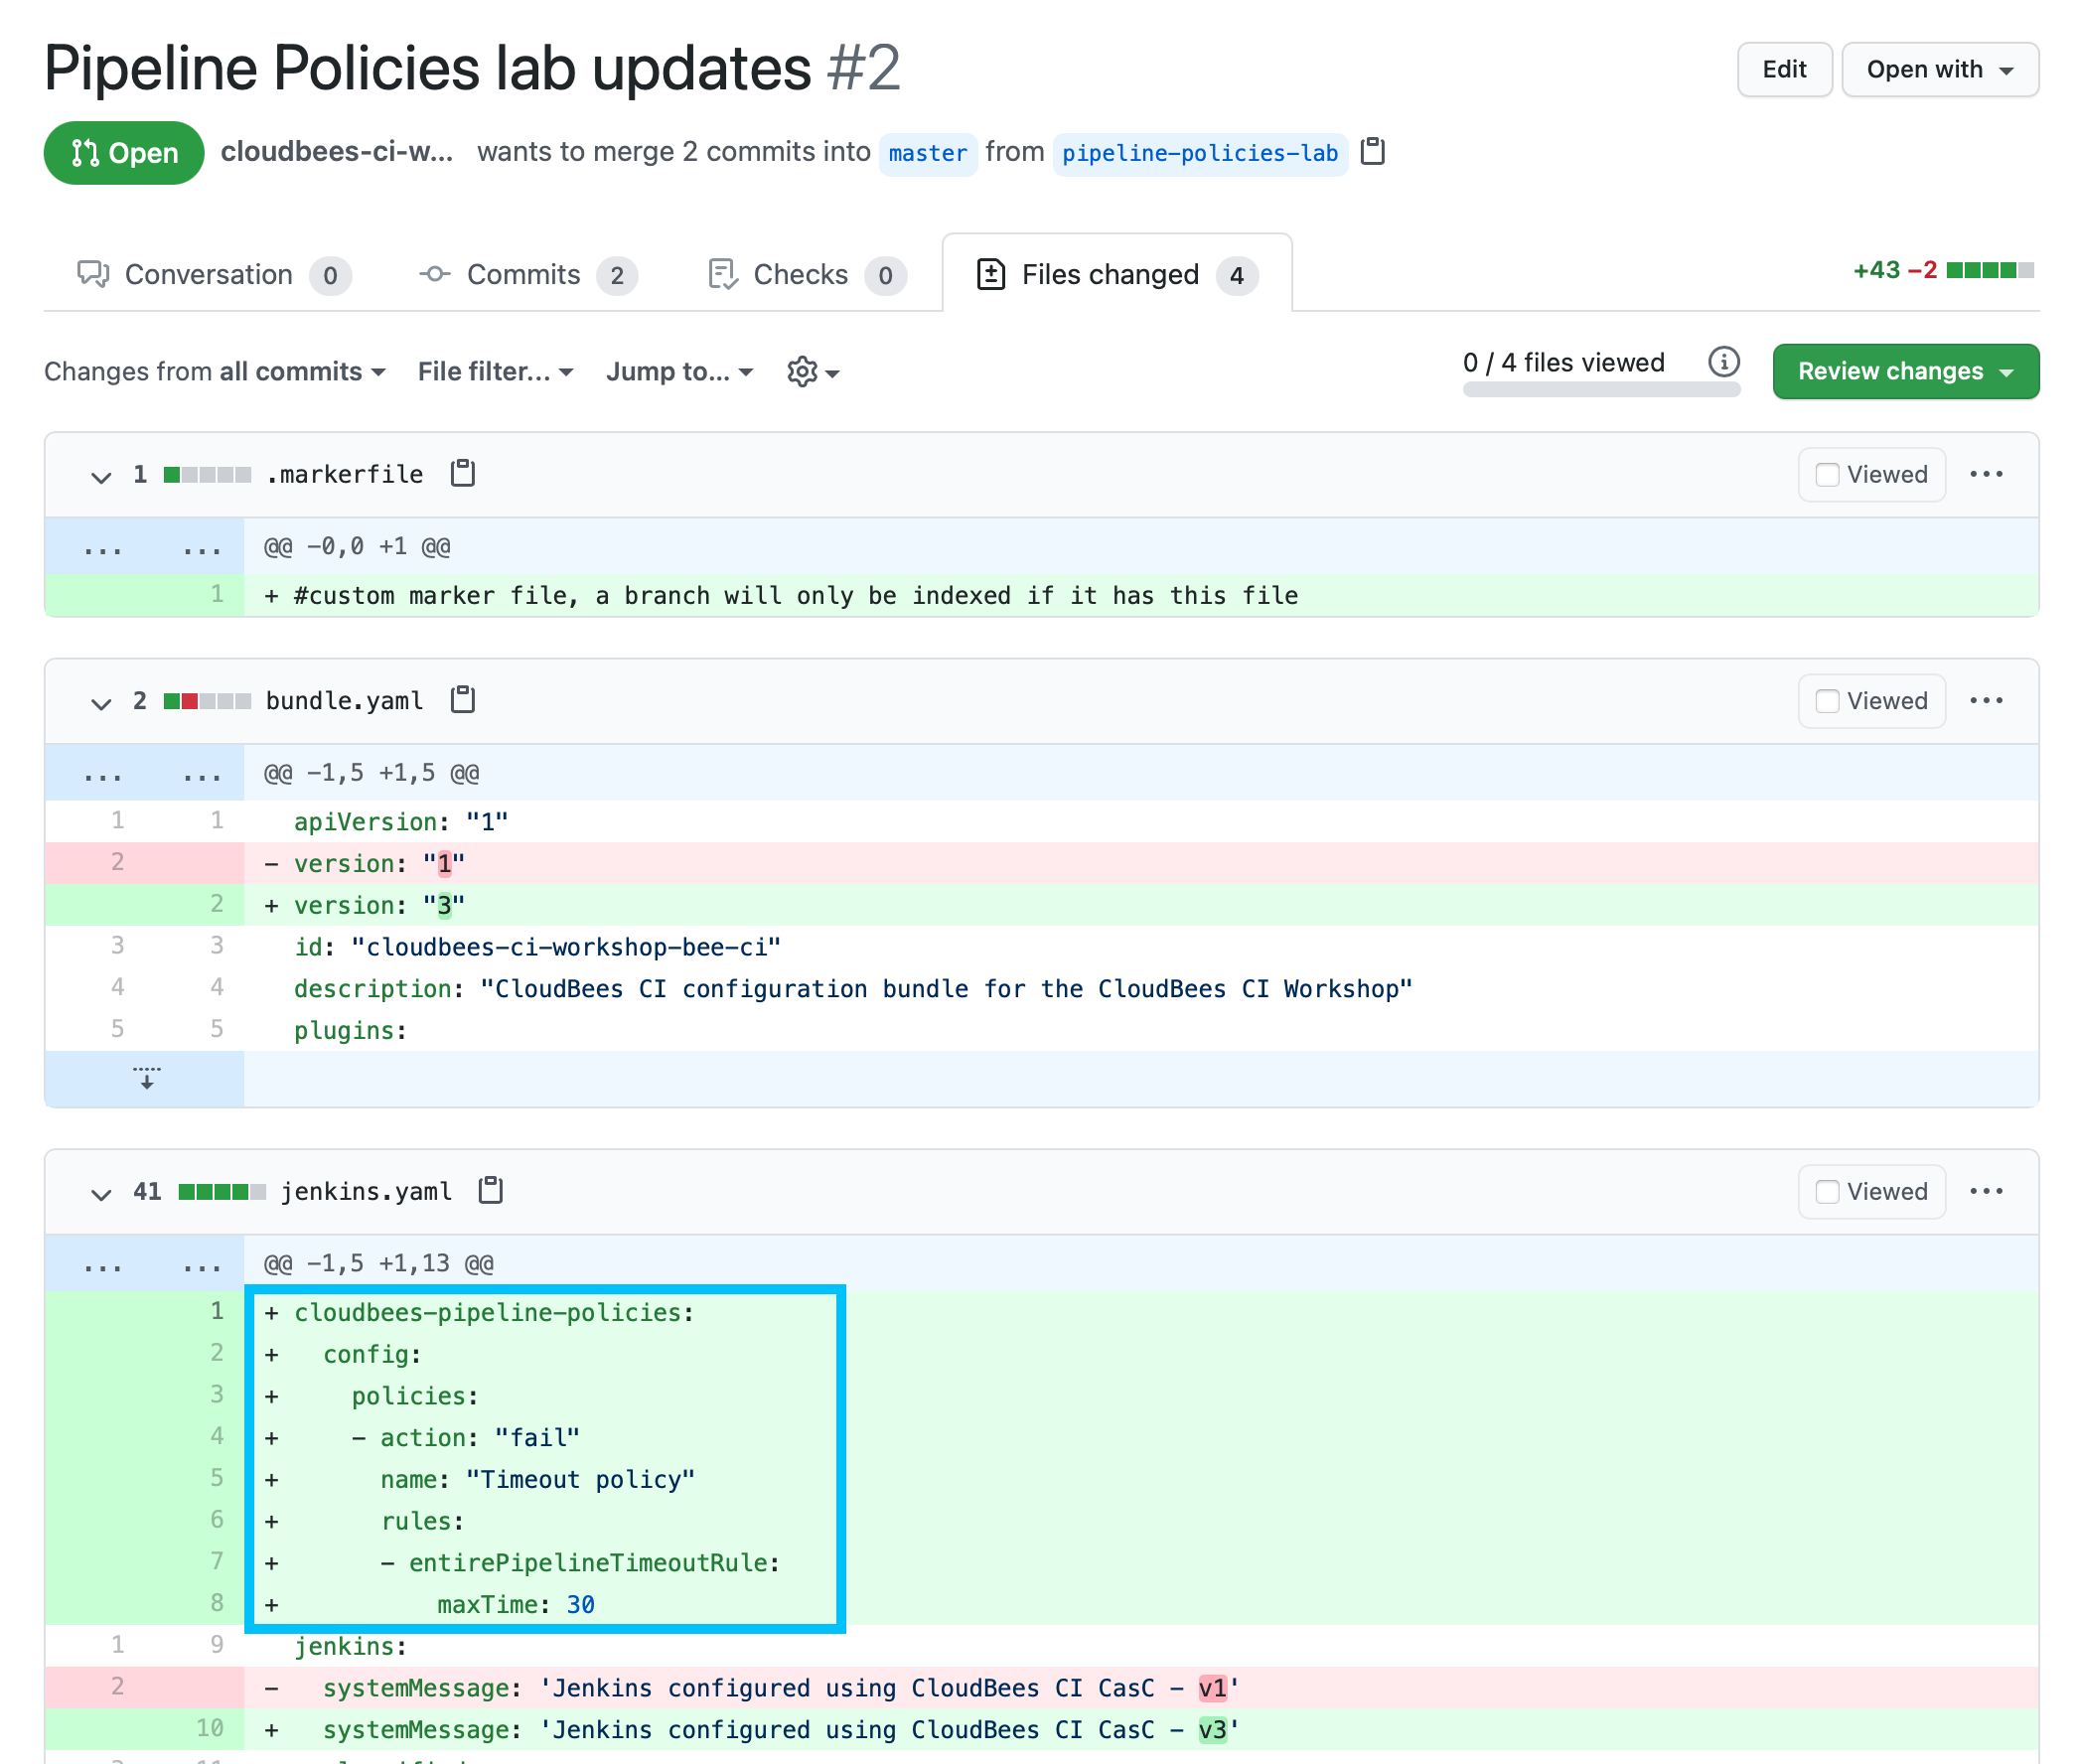 Pipeline Policies lab updates #2
Edit
Open with
Open
cloudbees-ci-w... wants to merge 2 commits into master from pipeline-policies-lab
Conversation 0
Commits 2
Checks 0
Files changed 4
+43 −2
Changes from all commits
File filter...
Jump to...
0 / 4 files viewed
Review changes
1 .markerfile
Viewed
...
... ... @@ -0,0 +1 @@
1 + #custom marker file, a branch will only be indexed if it has this file
2 bundle.yaml
Viewed
...
... ... @@ -1,5 +1,5 @@
1 1 apiVersion: "1"
2 - version: "1"
2 + version: "3"
3 3 id: "cloudbees-ci-workshop-bee-ci"
4 4 description: "CloudBees CI configuration bundle for the CloudBees CI Workshop"
5 5 plugins:
41 jenkins.yaml
Viewed
...
... ... @@ -1,5 +1,13 @@
1 + cloudbees-pipeline-policies:
2 + config:
3 + policies:
4 + - action: "fail"
5 + name: "Timeout policy"
6 + rules:
7 + - entirePipelineTimeoutRule:
8 + maxTime: 30
1 9 jenkins:
2 - systemMessage: 'Jenkins configured using CloudBees CI CasC - v1'
10 + systemMessage: 'Jenkins configured using CloudBees CI CasC - v3'